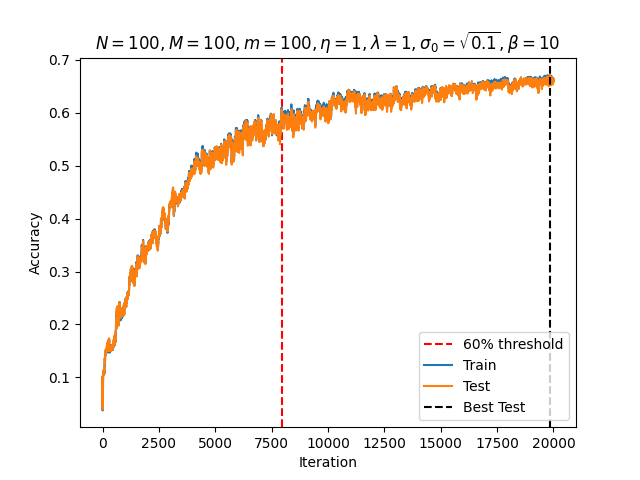 N = 100, M = 100, m = 100, η = 1, λ = 1, σ₀ = √0.1, β = 10
0.7
0.6
0.5
0.4
0.3
0.2
0.1
Accuracy
60% threshold
Train
Test
Best Test
0 2500 5000 7500 10000 12500 15000 17500 20000
Iteration